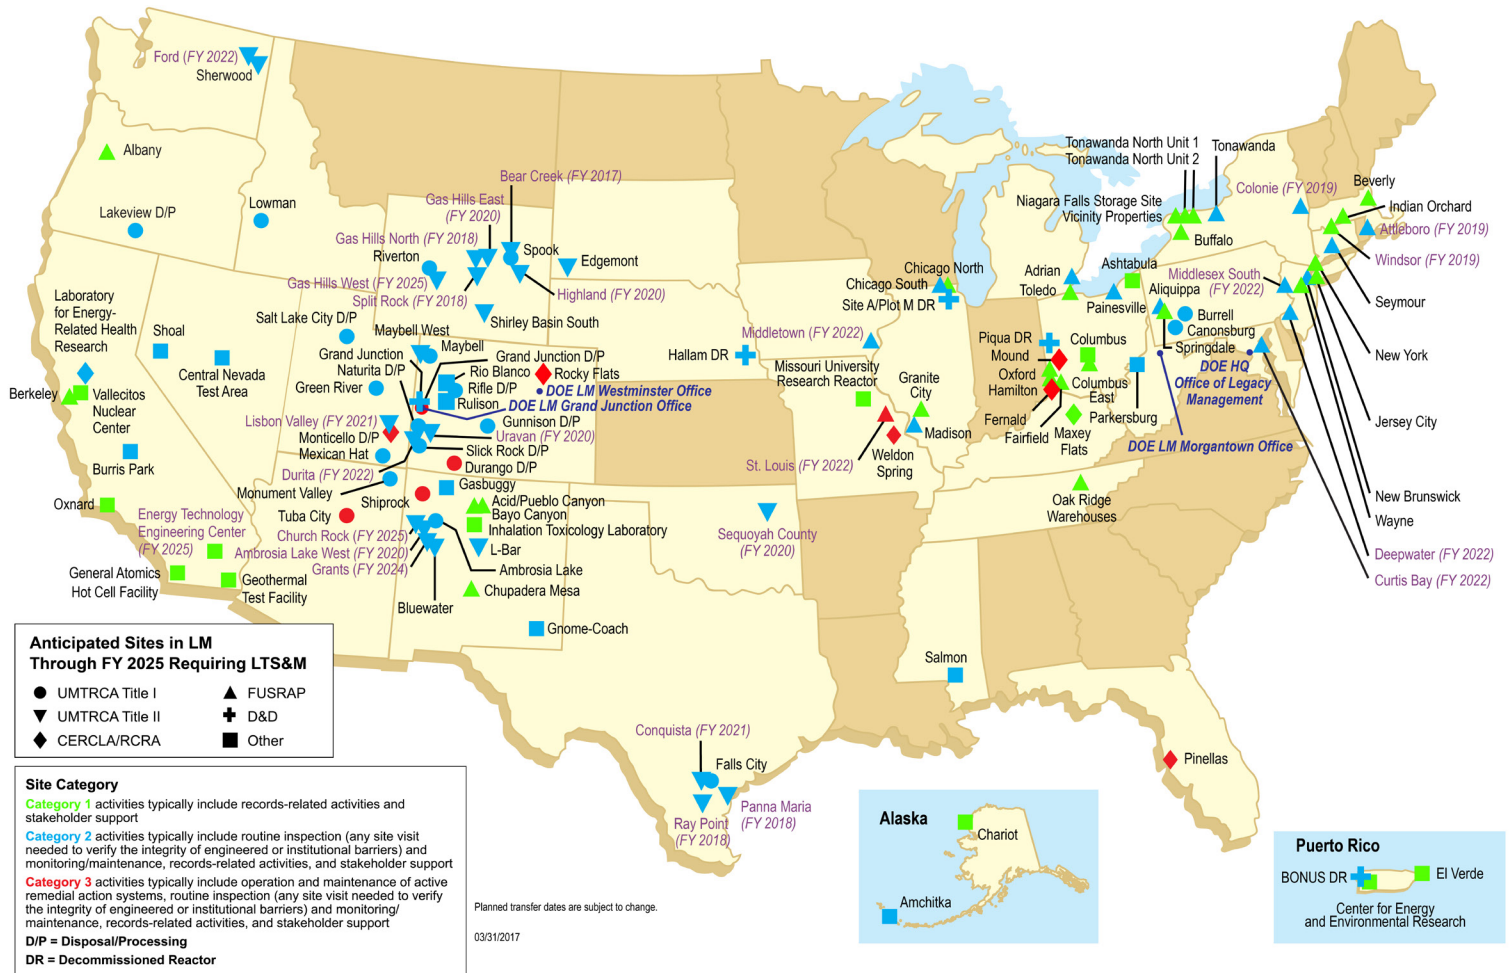 Ford (FY 2022)
Sherwood
Albany
Lakeview D/P
Lowman
Bear Creek (FY 2017)
Gas Hills East
(FY 2020)
Gas Hills North (FY 2018)
Riverton
Spook
Edgemont
Gas Hills West (FY 2025)
Split Rock (FY 2018)
Highland (FY 2020)
Shirley Basin South
Laboratory
for Energy-
Related Health
Research
Shoal
Central Nevada
Test Area
Berkeley
Vallecitos
Nuclear
Center
Burris Park
Oxnard
Energy Technology
Engineering Center
(FY 2025)
General Atomics
Hot Cell Facility
Geothermal
Test Facility
Salt Lake City D/P
Maybell West
Maybell
Grand Junction
Naturita D/P
Green River
Grand Junction D/P
Rio Blanco
Rocky Flats
Rifle D/P
Rulison
DOE LM Westminster Office
DOE LM Grand Junction Office
Lisbon Valley (FY 2021)
Gunnison D/P
Monticello D/P
Uravan (FY 2020)
Mexican Hat
Slick Rock D/P
Durita (FY 2022)
Durango D/P
Monument Valley
Shiprock
Gasbuggy
Tuba City
Acid/Pueblo Canyon
Bayo Canyon
Church Rock (FY 2025)
Inhalation Toxicology Laboratory
Ambrosia Lake West (FY 2020)
L-Bar
Grants (FY 2024)
Ambrosia Lake
Bluewater
Chupadera Mesa
Gnome-Coach
Hallam DR
Sequoyah County
(FY 2020)
Conquista (FY 2021)
Falls City
Panna Maria
(FY 2018)
Ray Point
(FY 2018)
Chicago North
Chicago South
Site A/Plot M DR
Middletown (FY 2022)
Missouri University
Research Reactor
Granite
City
Madison
St. Louis (FY 2022)
Weldon
Spring
Salmon
Pinellas
Oak Ridge
Warehouses
Adrian
Toledo
Ashtabula
Painesville
Aliquippa
Burrell
Canonsburg
Springdale
Piqua DR
Mound
Oxford
Hamilton
Columbus
Columbus
East
Fernald
Fairfield
Maxey
Flats
Parkersburg
DOE HQ
Office of Legacy
Management
DOE LM Morgantown Office
Tonawanda North Unit 1
Tonawanda North Unit 2
Tonawanda
Niagara Falls Storage Site
Vicinity Properties
Buffalo
Colonie (FY 2019)
Beverly
Indian Orchard
Attleboro (FY 2019)
Windsor (FY 2019)
Middlesex South
(FY 2022)
Seymour
New York
Jersey City
New Brunswick
Wayne
Deepwater (FY 2022)
Curtis Bay (FY 2022)
Anticipated Sites in LM
Through FY 2025 Requiring LTS&M
UMTRCA Title I
FUSRAP
UMTRCA Title II
D&D
CERCLA/RCRA
Other
Site Category
Category 1 activities typically include records-related activities and
stakeholder support
Category 2 activities typically include routine inspection (any site visit
needed to verify the integrity of engineered or institutional barriers) and
monitoring/maintenance, records-related activities, and stakeholder support
Category 3 activities typically include operation and maintenance of active
remedial action systems, routine inspection (any site visit needed to verify
the integrity of engineered or institutional barriers) and monitoring/
maintenance, records-related activities, and stakeholder support
D/P = Disposal/Processing
DR = Decommissioned Reactor
Planned transfer dates are subject to change.
03/31/2017
Alaska
Chariot
Amchitka
Puerto Rico
BONUS DR
El Verde
Center for Energy
and Environmental Research